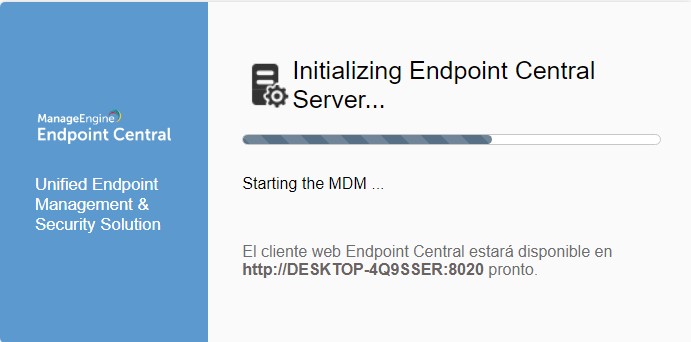 ManageEngine
Endpoint Central
Unified Endpoint
Management &
Security Solution
Initializing Endpoint Central
Server...
Starting the MDM ...
El cliente web Endpoint Central estará disponible en
http://DESKTOP-4Q9SSER:8020 pronto.